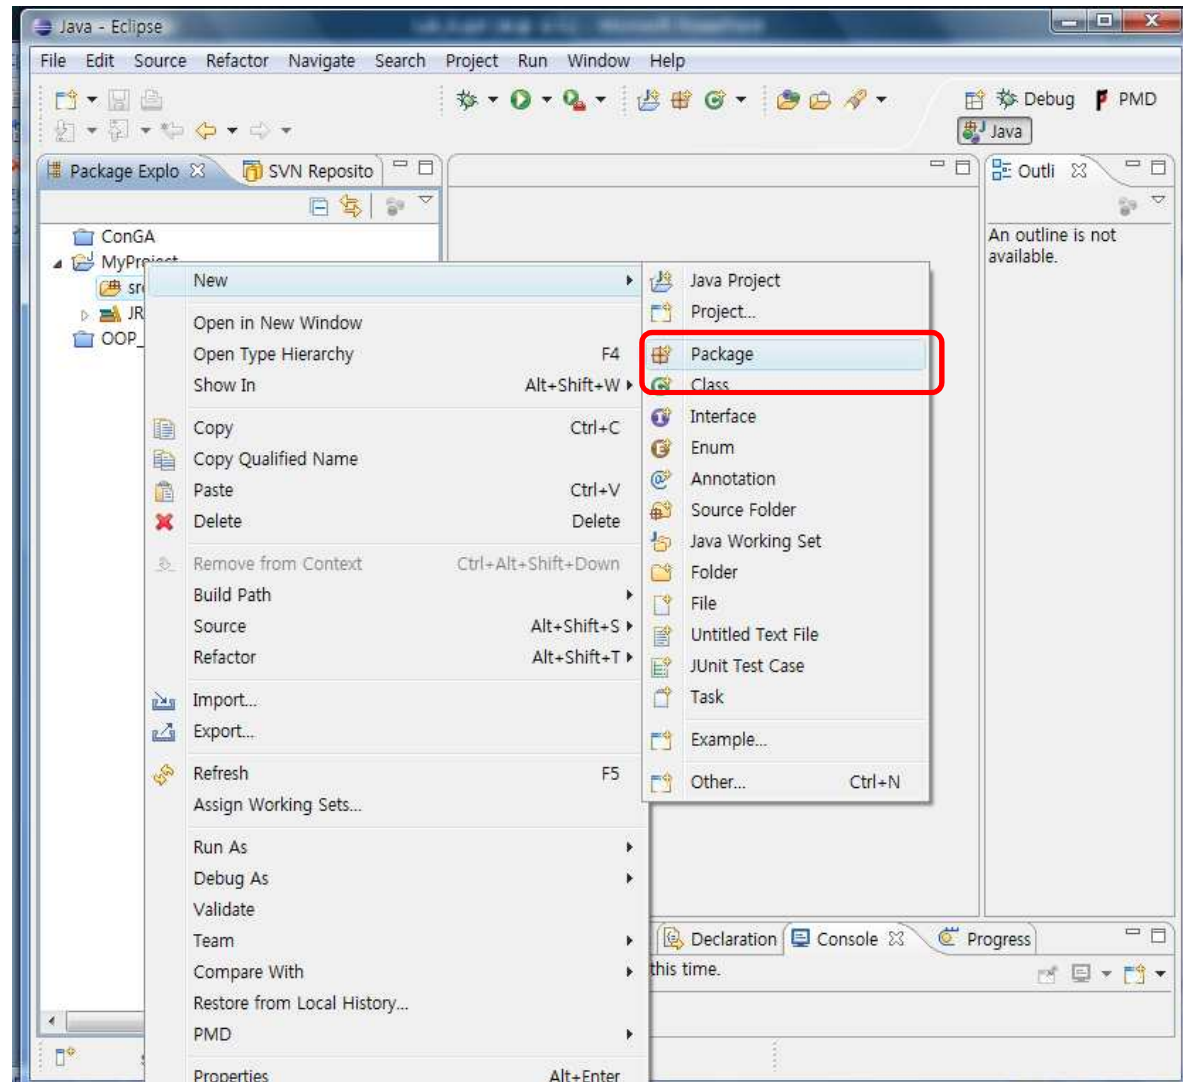 Java - Eclipse
File Edit Source Refactor Navigate Search Project Run Window Help
Debug PMD
Java
Package Explo SVN Reposito
Outli
An outline is not
available.
ConGA
MyProject
src
JR
OOP_
New
Open in New Window
Open Type Hierarchy F4
Show In Alt+Shift+W
Copy Ctrl+C
Copy Qualified Name
Paste Ctrl+V
Delete Delete
Remove from Context Ctrl+Alt+Shift+Down
Build Path
Source Alt+Shift+S
Refactor Alt+Shift+T
Import...
Export...
Refresh F5
Assign Working Sets...
Run As
Debug As
Validate
Team
Compare With
Restore from Local History...
PMD
Properties Alt+Enter
Java Project
Project...
Package
Class
Interface
Enum
Annotation
Source Folder
Java Working Set
Folder
File
Untitled Text File
JUnit Test Case
Task
Example...
Other... Ctrl+N
Declaration Console Progress
this time.